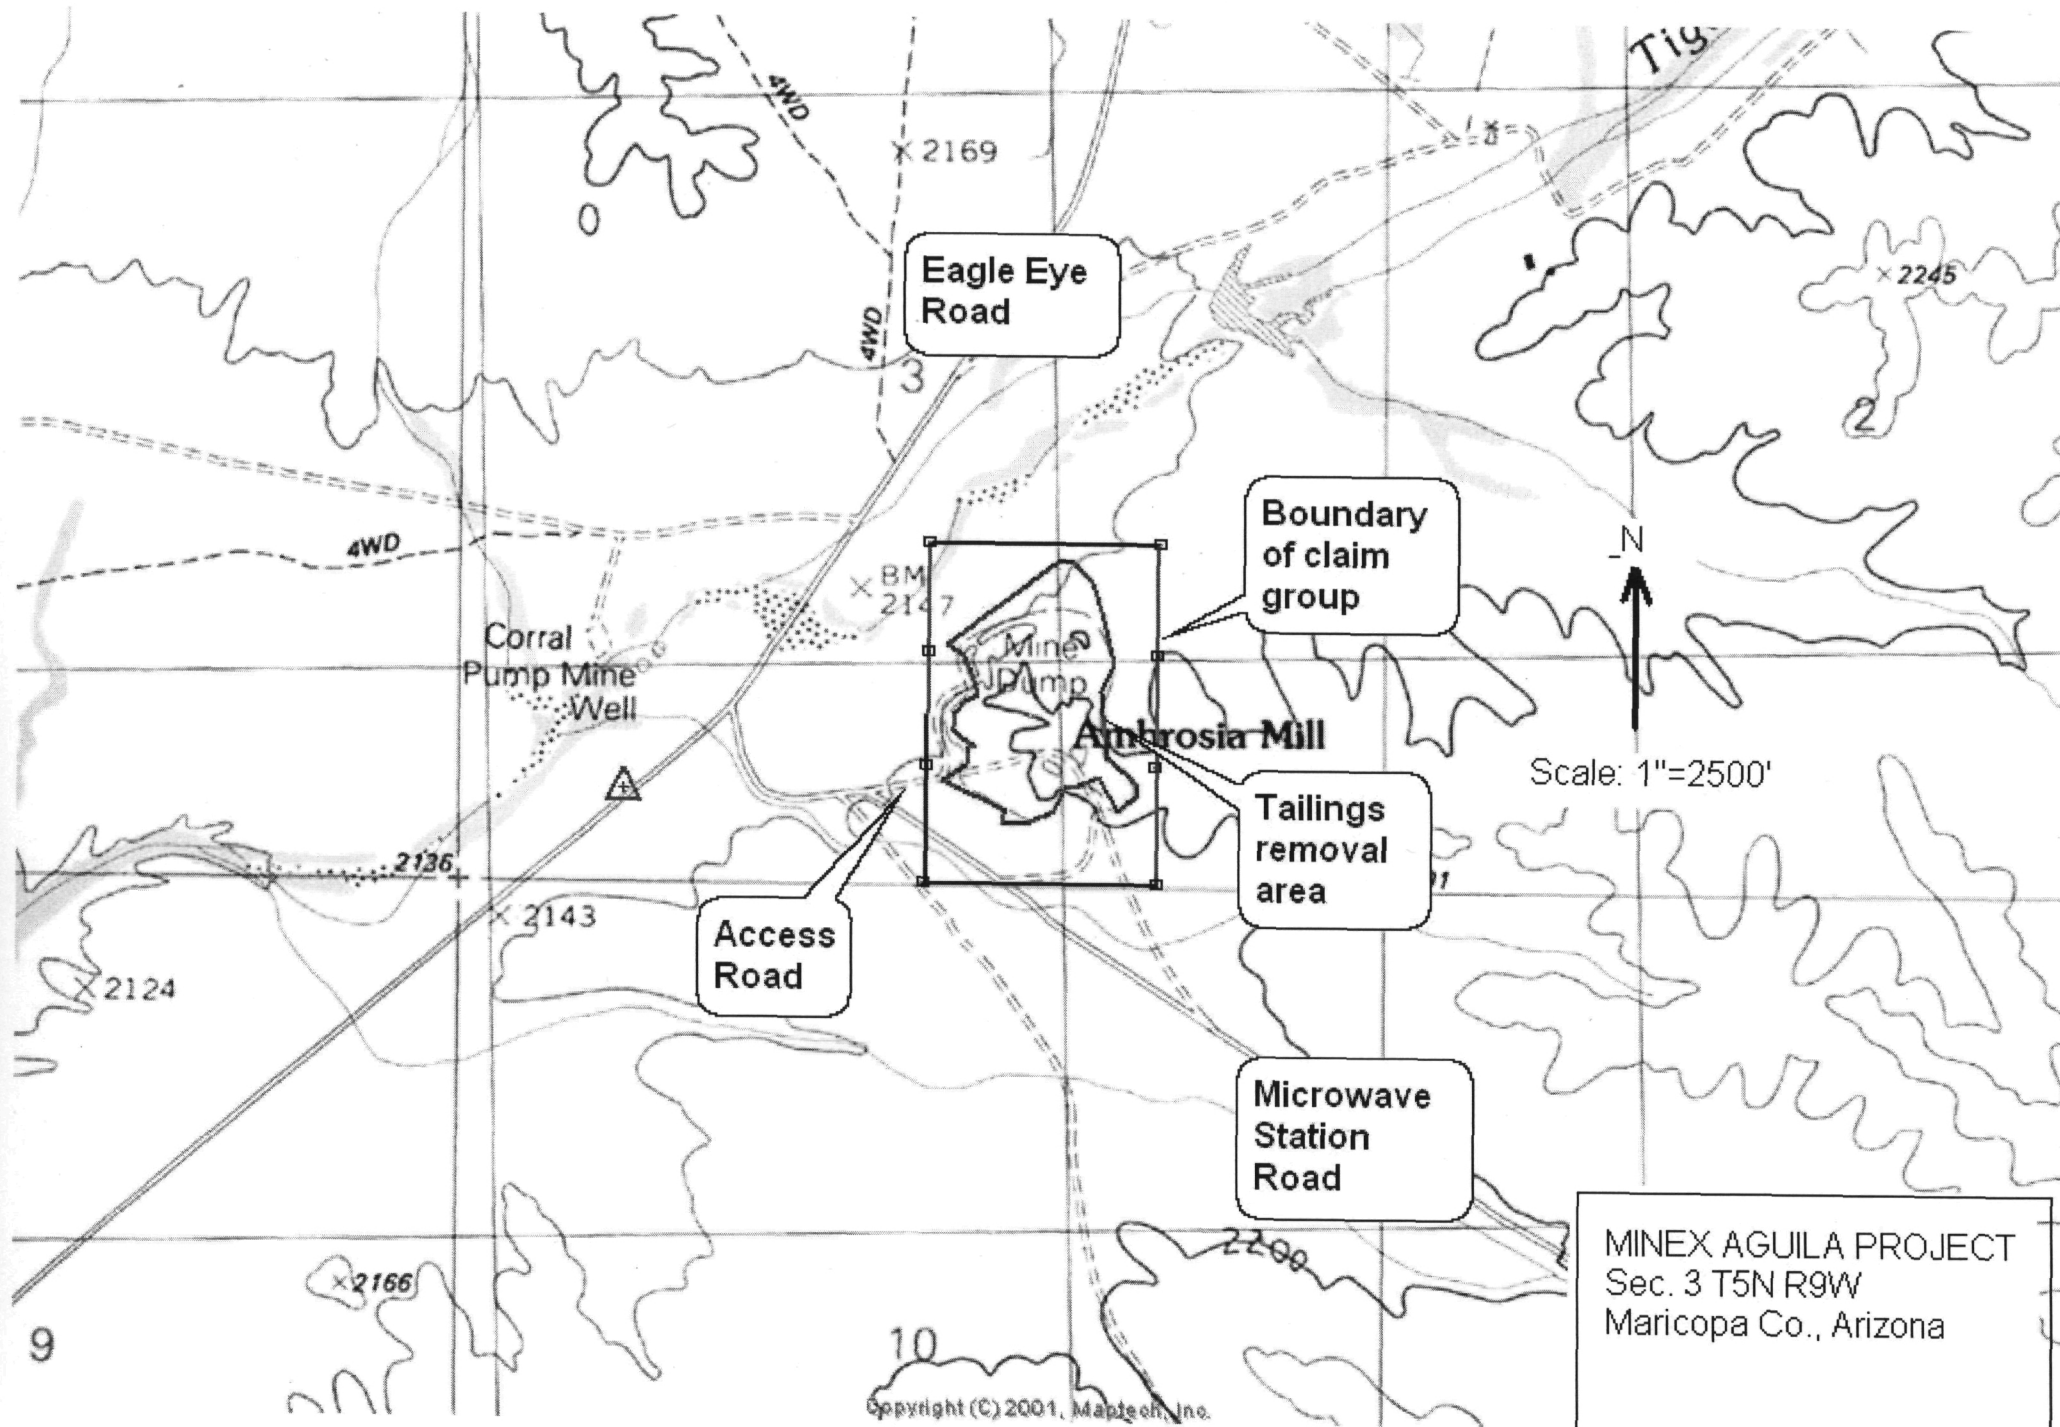 Tig
4WD
2169
Eagle Eye
Road
2245
4WD
3
2
Boundary
of claim
group
N
4WD
BM
2147
Corral
Pump Mine
Well
Mine
Dump
Ambrosia Mill
Scale: 1"=2500'
Tailings
removal
area
2136
2143
Access
Road
2124
Microwave
Station
Road
2200
2166
MINEX AGUILA PROJECT
Sec. 3 T5N R9W
Maricopa Co., Arizona
9
10
Copyright (C) 2001, Maptech, Inc.